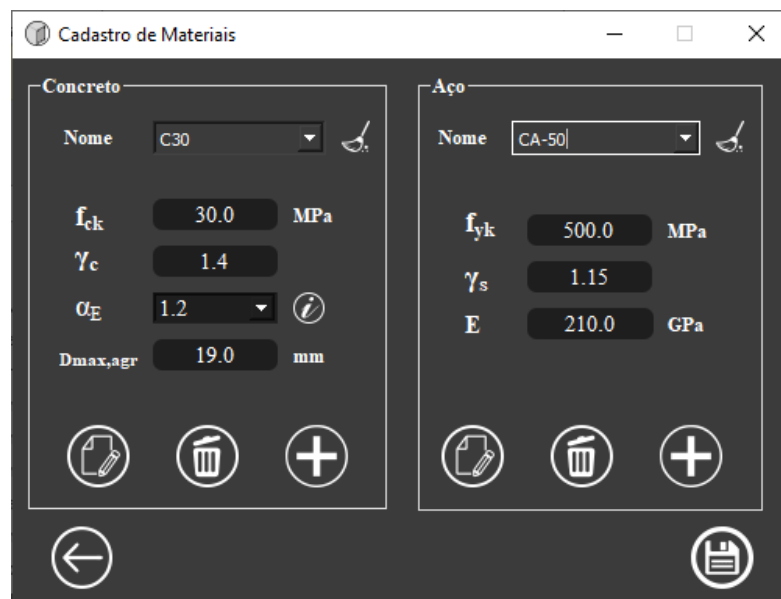 Cadastro de Materiais
Concreto
Nome C30
fck 30.0 MPa
γc 1.4
αE 1.2 i
Dmax,agr 19.0 mm
Aço
Nome CA-50
fyk 500.0 MPa
γs 1.15
E 210.0 GPa